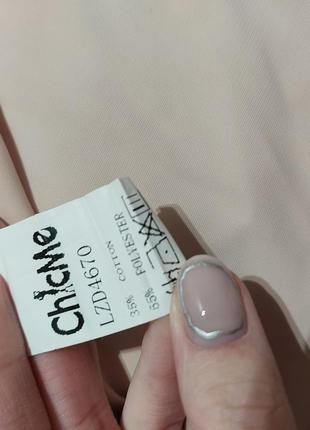 ChicMe
LZD4670
35% COTTON
65% POLYESTER